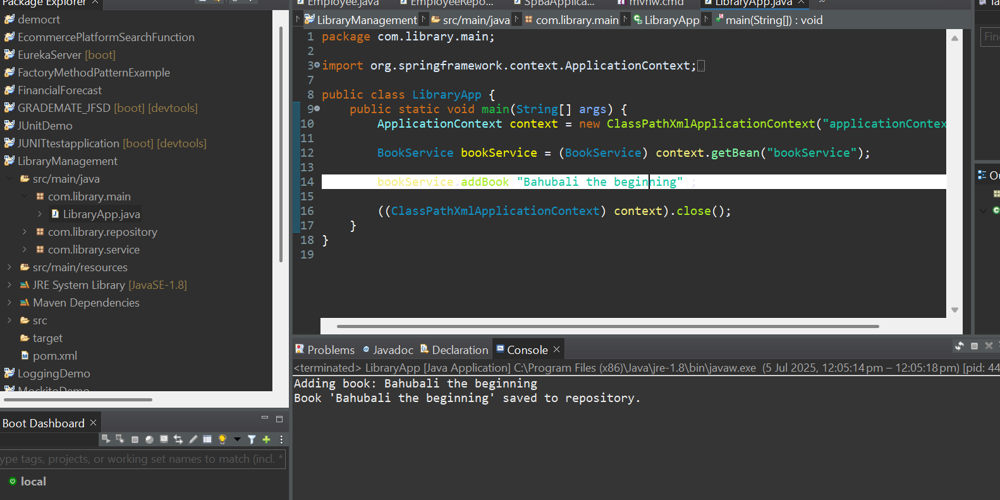 Package Explorer
democrt
EcommercePlatformSearchFunction
EurekaServer [boot]
FactoryMethodPatternExample
FinancialForecast
GRADEMATE_JFSD [boot] [devtools]
JUnitDemo
JUNITtestapplication [boot] [devtools]
LibraryManagement
src/main/java
com.library.main
LibraryApp.java
com.library.repository
com.library.service
src/main/resources
JRE System Library [JavaSE-1.8]
Maven Dependencies
src
target
pom.xml
LoggingDemo
MockitoDemo
Boot Dashboard
ype tags, projects, or working set names to match (incl. *
local
Employee.java EmployeeRepo... SpBaApplica... mvnw.cmd LibraryApp.java
LibraryManagement src/main/java com.library.main LibraryApp main(String[]) : void
1 package com.library.main;
2
3 import org.springframework.context.ApplicationContext;
7
8 public class LibraryApp {
9 public static void main(String[] args) {
10 ApplicationContext context = new ClassPathXmlApplicationContext("applicationContex
11
12 BookService bookService = (BookService) context.getBean("bookService");
13
14 bookService.addBook "Bahubali the beginning" ;
15
16 ((ClassPathXmlApplicationContext) context).close();
17 }
18 }
19
Problems Javadoc Declaration Console
<terminated> LibraryApp [Java Application] C:\Program Files (x86)\Java\jre-1.8\bin\javaw.exe (5 Jul 2025, 12:05:14 pm – 12:05:18 pm) [pid: 44
Adding book: Bahubali the beginning
Book 'Bahubali the beginning' saved to repository.
Fin
Ou